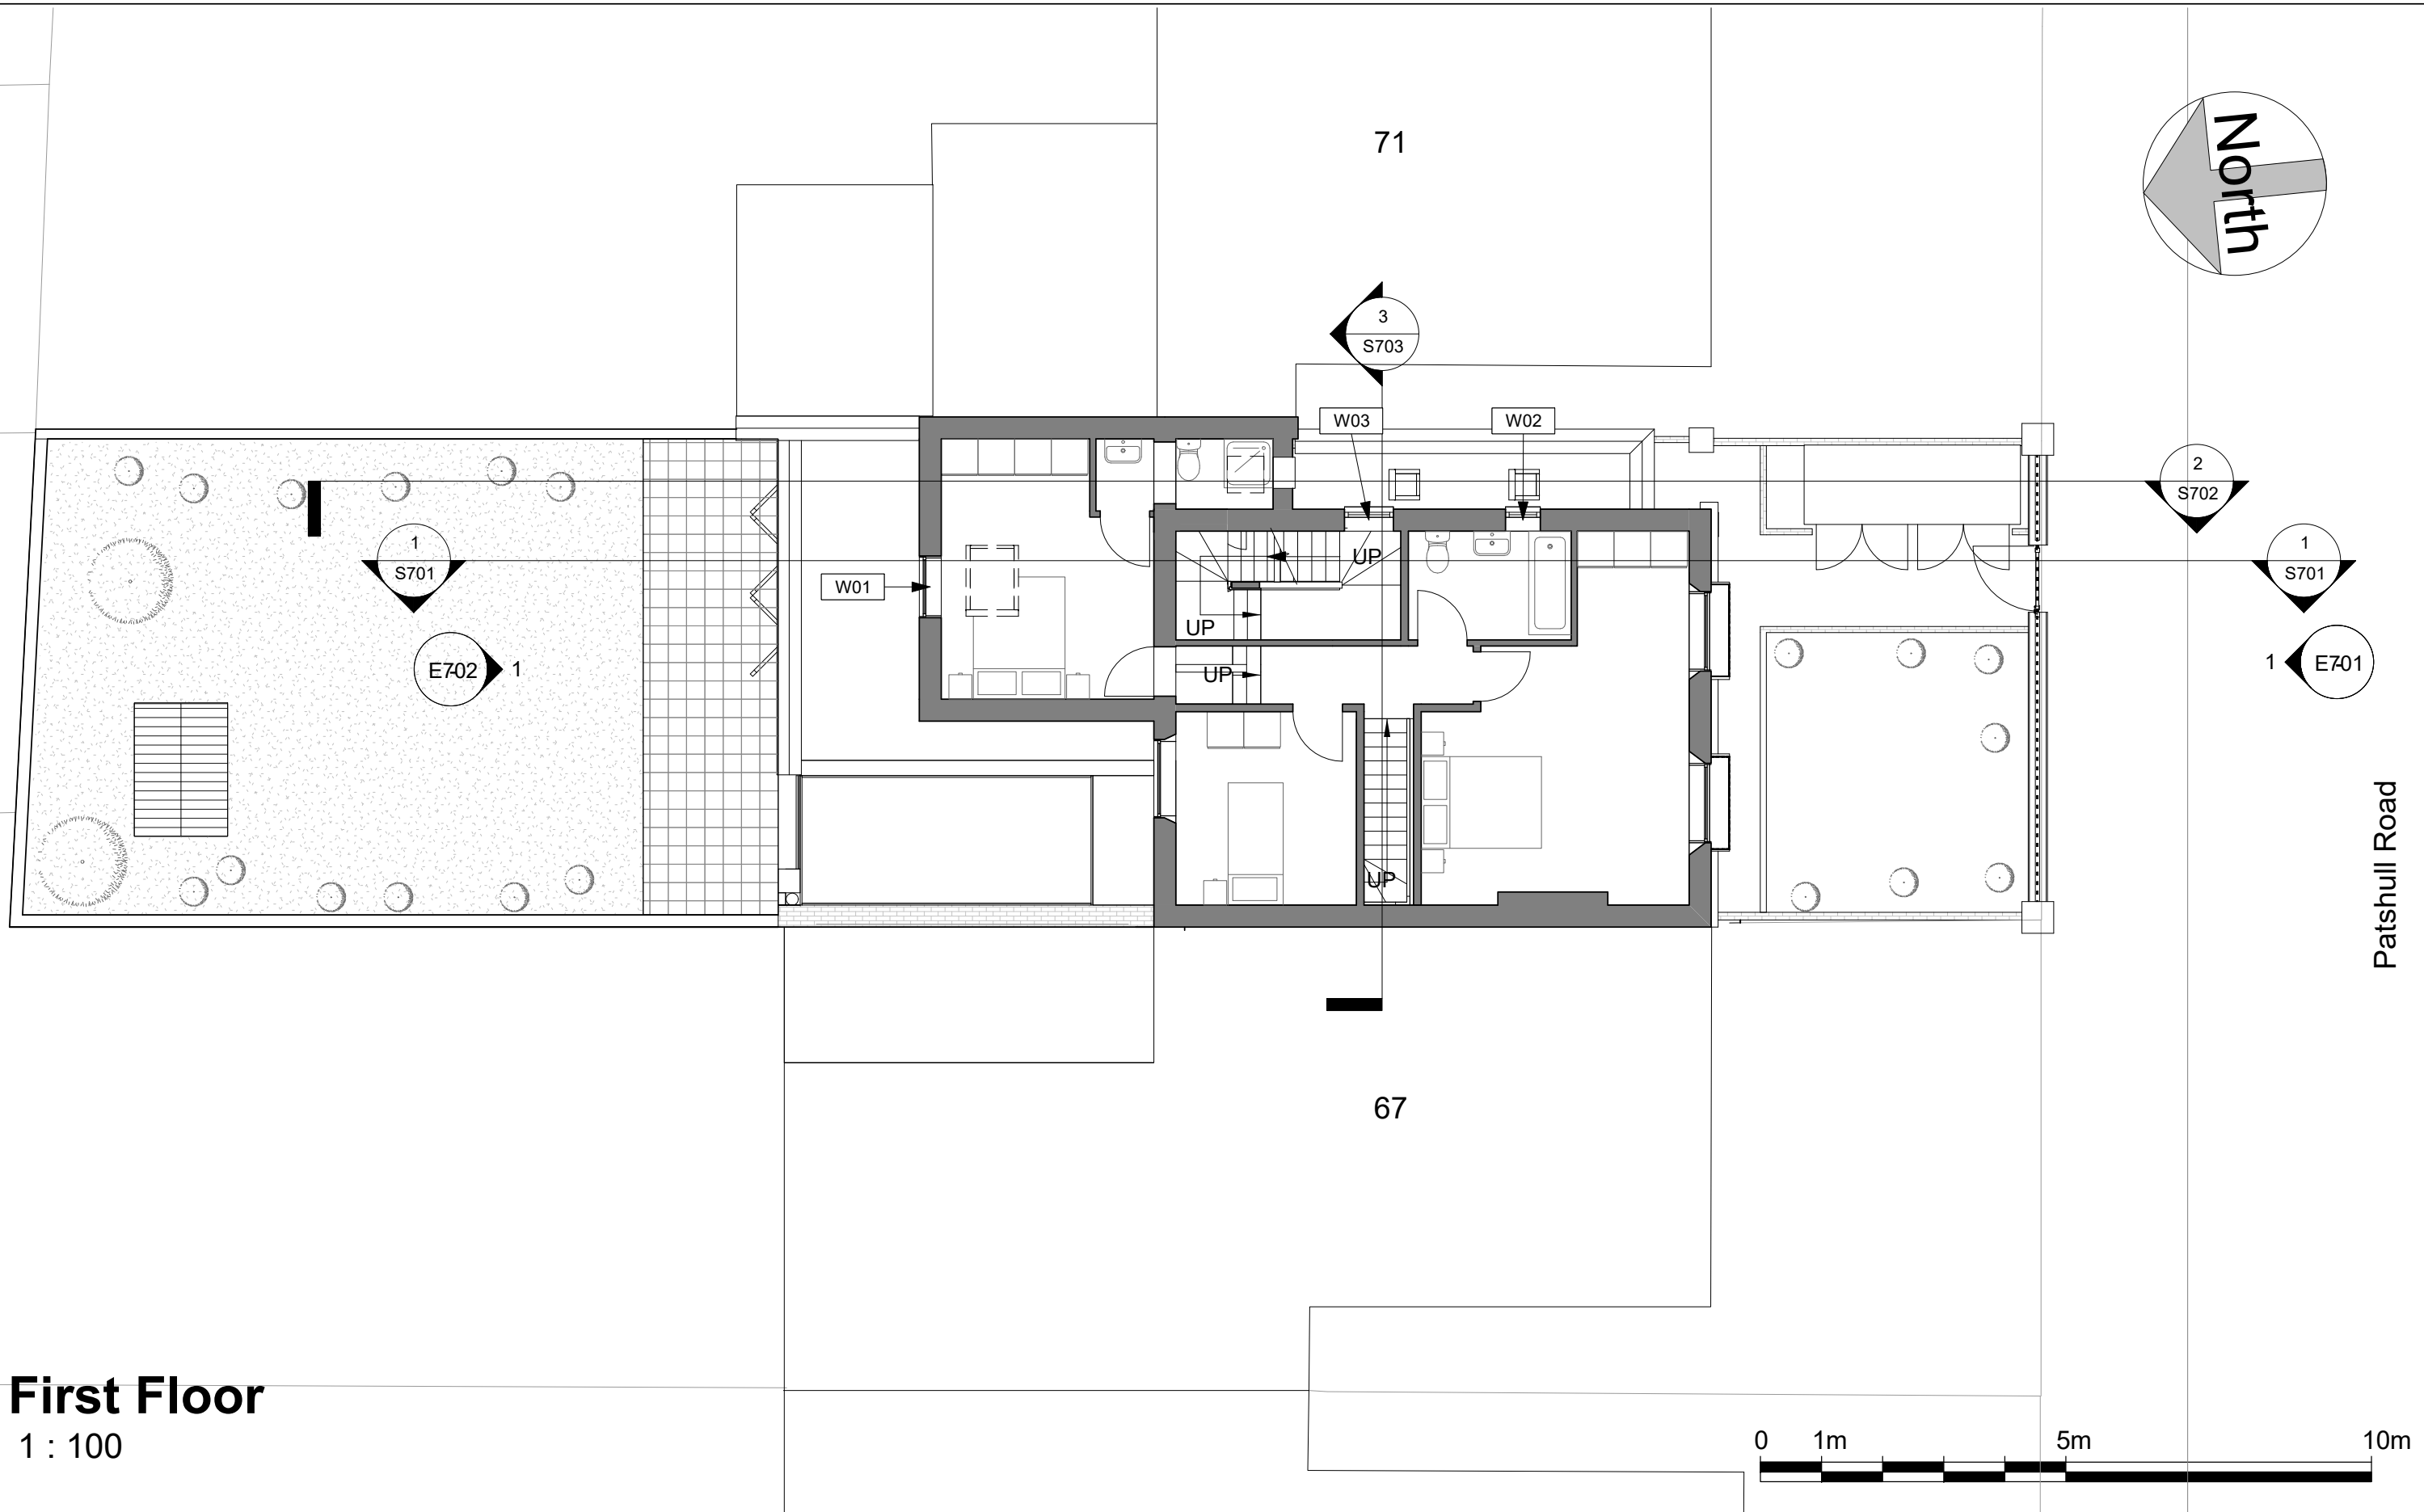 71
North
3
S703
W03
W02
2
S702
1
S701
1
S701
UP
W01
UP
E702
1
UP
1
E701
UP
Patshull Road
67
First Floor
1 : 100
0 1m 5m 10m